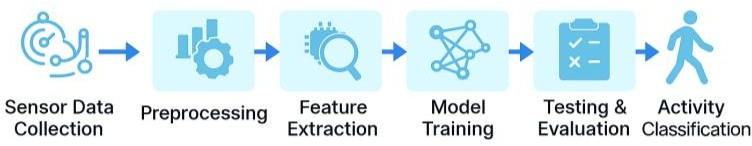 Sensor Data
Collection
Preprocessing
Feature
Extraction
Model
Training
Testing &
Evaluation
Activity
Classification